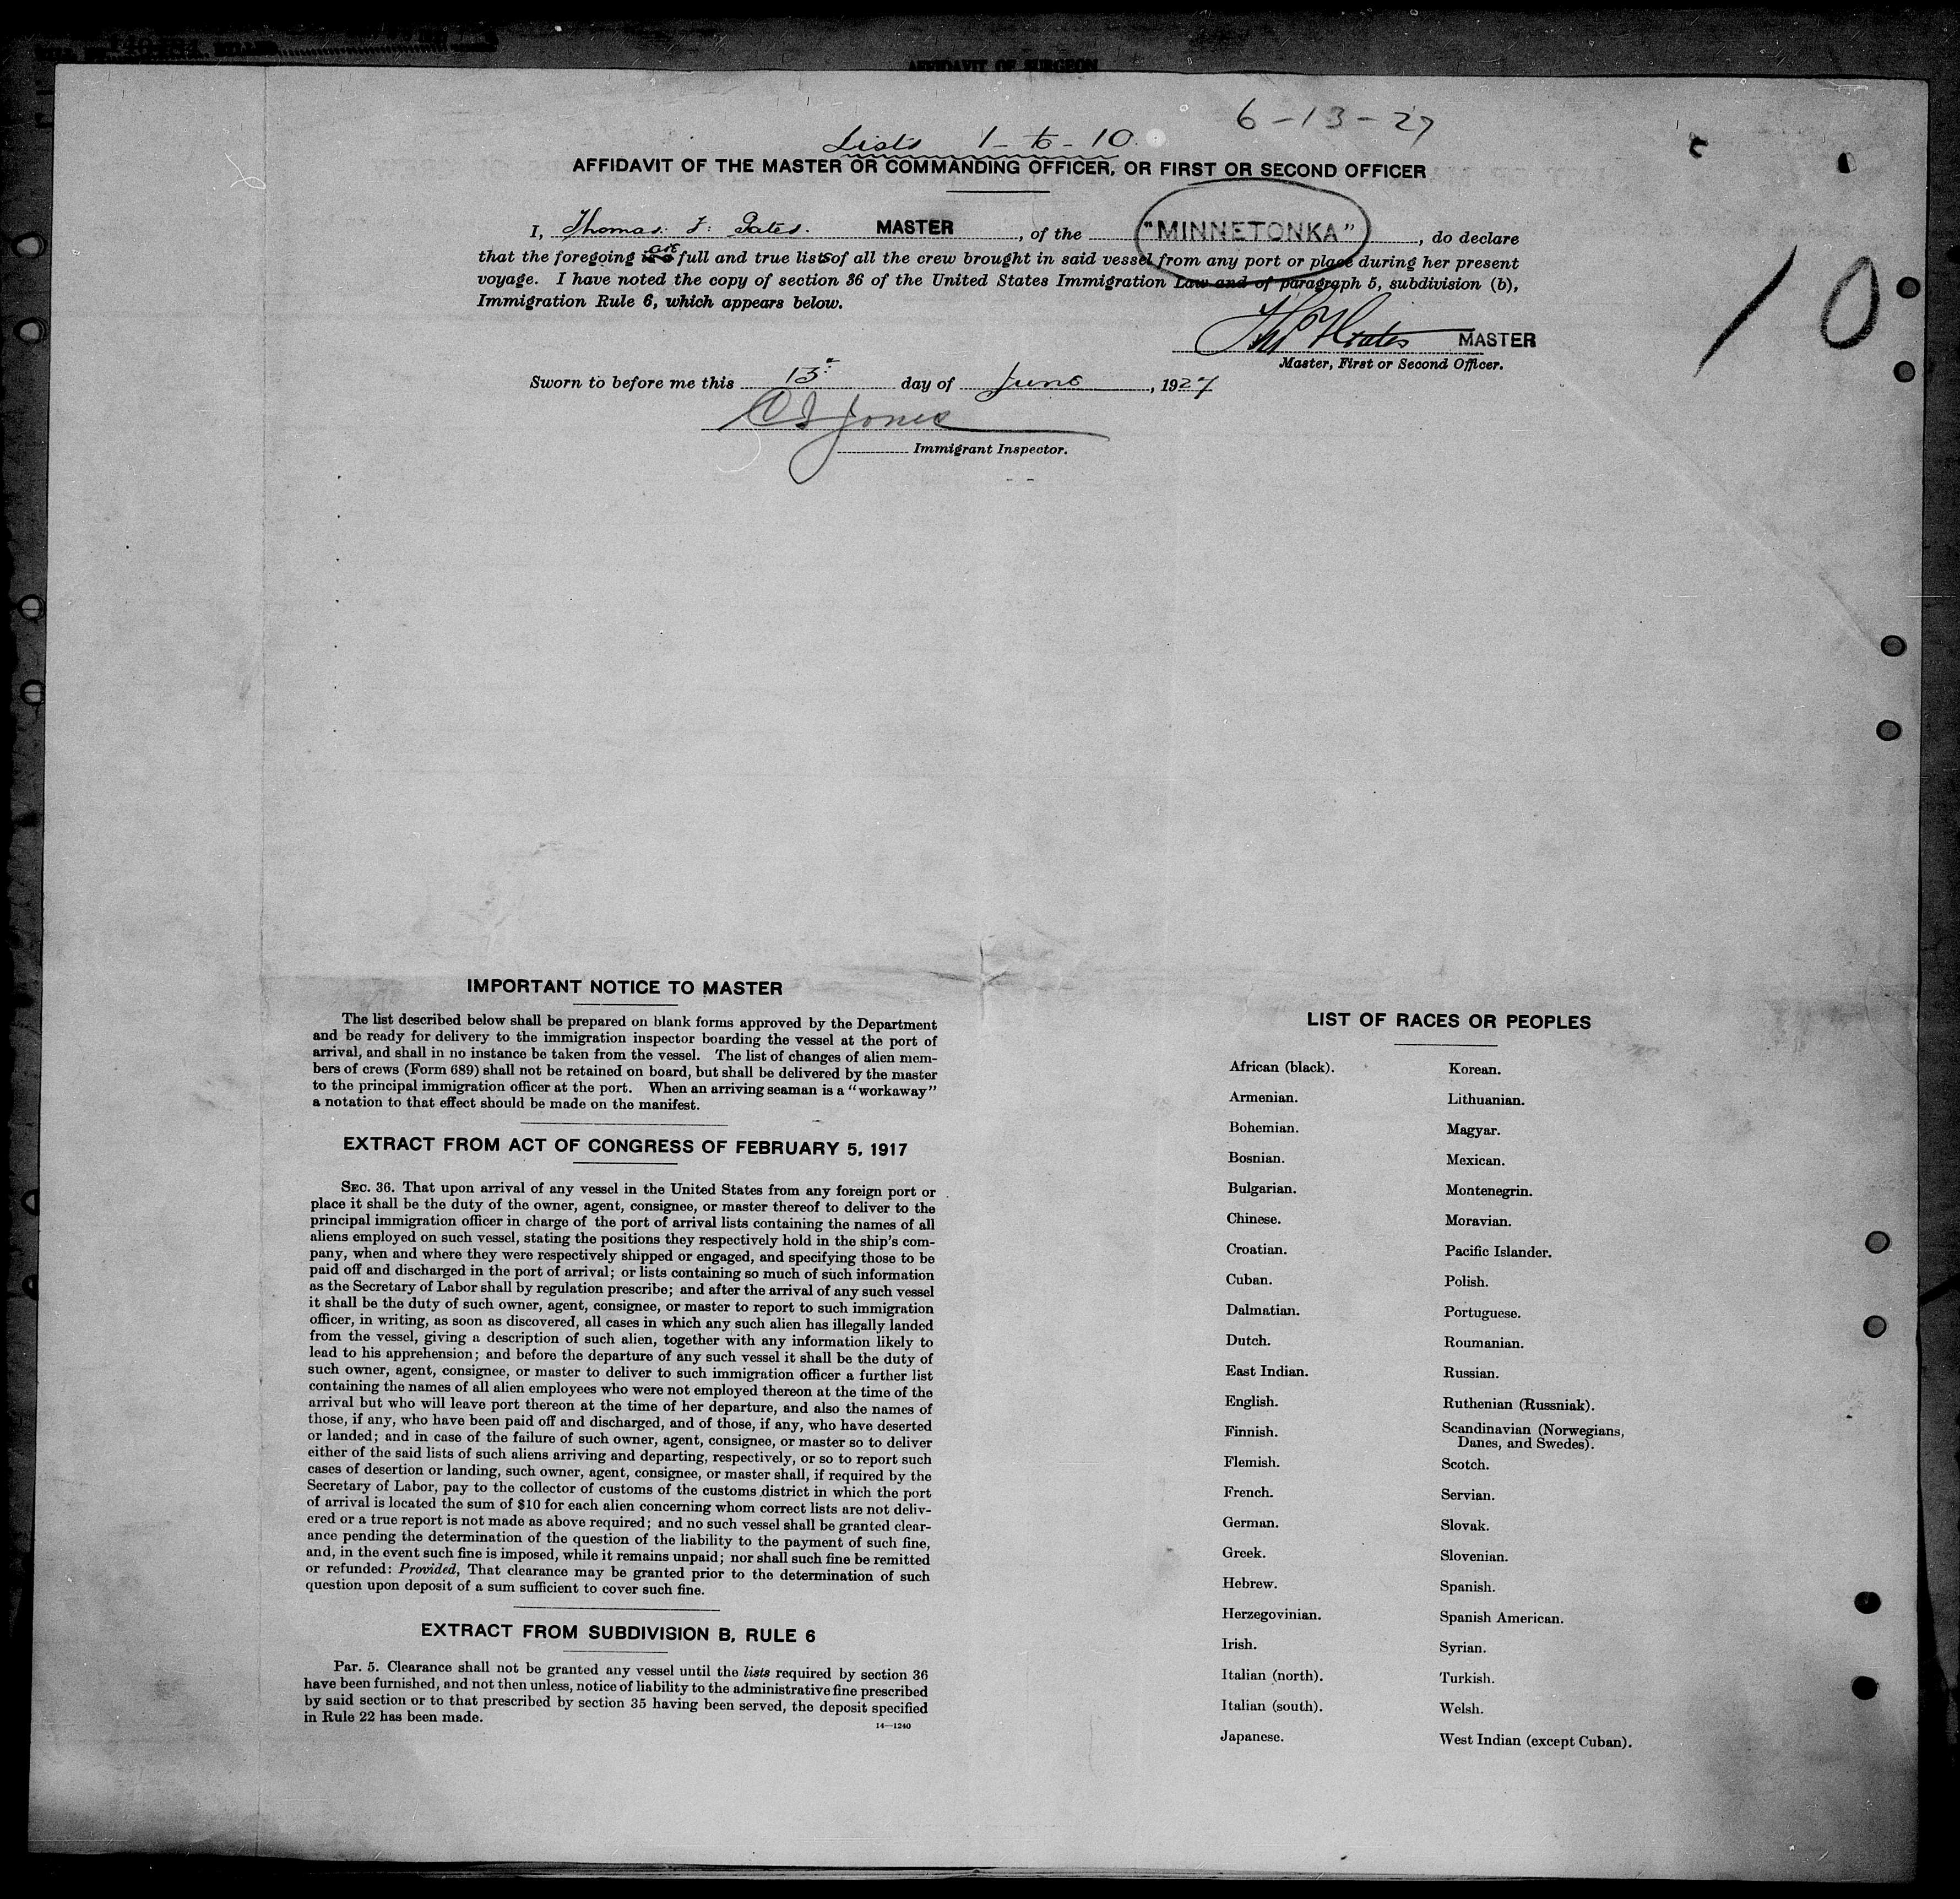 AFFIDAVIT OF SURGEON
6-13-27
Lists 1-to-10
AFFIDAVIT OF THE MASTER OR COMMANDING OFFICER, OR FIRST OR SECOND OFFICER
I, Thomas F. Gates. MASTER, of the "MINNETONKA", do declare
that the foregoing is a are full and true lists of all the crew brought in said vessel from any port or place during her present
voyage. I have noted the copy of section 36 of the United States Immigration Law and of paragraph 5, subdivision (b),
Immigration Rule 6, which appears below.
10
MASTER
Master, First or Second Officer.
Sworn to before me this 13th day of June, 1927
Jones
Immigrant Inspector.
IMPORTANT NOTICE TO MASTER
The list described below shall be prepared on blank forms approved by the Department
and be ready for delivery to the immigration inspector boarding the vessel at the port of
arrival, and shall in no instance be taken from the vessel. The list of changes of alien mem-
bers of crews (Form 689) shall not be retained on board, but shall be delivered by the master
to the principal immigration officer at the port. When an arriving seaman is a "workaway"
a notation to that effect should be made on the manifest.
EXTRACT FROM ACT OF CONGRESS OF FEBRUARY 5, 1917
SEC. 36. That upon arrival of any vessel in the United States from any foreign port or
place it shall be the duty of the owner, agent, consignee, or master thereof to deliver to the
principal immigration officer in charge of the port of arrival lists containing the names of all
aliens employed on such vessel, stating the positions they respectively hold in the ship's com-
pany, when and where they were respectively shipped or engaged, and specifying those to be
paid off and discharged in the port of arrival; or lists containing so much of such information
as the Secretary of Labor shall by regulation prescribe; and after the arrival of any such vessel
it shall be the duty of such owner, agent, consignee, or master to report to such immigration
officer, in writing, as soon as discovered, all cases in which any such alien has illegally landed
from the vessel, giving a description of such alien, together with any information likely to
lead to his apprehension; and before the departure of any such vessel it shall be the duty of
such owner, agent, consignee, or master to deliver to such immigration officer a further list
containing the names of all alien employees who were not employed thereon at the time of the
arrival but who will leave port thereon at the time of her departure, and also the names of
those, if any, who have been paid off and discharged, and of those, if any, who have deserted
or landed; and in case of the failure of such owner, agent, consignee, or master so to deliver
either of the said lists of such aliens arriving and departing, respectively, or so to report such
cases of desertion or landing, such owner, agent, consignee, or master shall, if required by the
Secretary of Labor, pay to the collector of customs of the customs district in which the port
of arrival is located the sum of $10 for each alien concerning whom correct lists are not deliv-
ered or a true report is not made as above required; and no such vessel shall be granted clear-
ance pending the determination of the question of the liability to the payment of such fine,
and, in the event such fine is imposed, while it remains unpaid; nor shall such fine be remitted
or refunded: Provided, That clearance may be granted prior to the determination of such
question upon deposit of a sum sufficient to cover such fine.
EXTRACT FROM SUBDIVISION B, RULE 6
Par. 5. Clearance shall not be granted any vessel until the lists required by section 36
have been furnished, and not then unless, notice of liability to the administrative fine prescribed
by said section or to that prescribed by section 35 having been served, the deposit specified
in Rule 22 has been made.
14—1240
LIST OF RACES OR PEOPLES
African (black).
Armenian.
Bohemian.
Bosnian.
Bulgarian.
Chinese.
Croatian.
Cuban.
Dalmatian.
Dutch.
East Indian.
English.
Finnish.
Flemish.
French.
German.
Greek.
Hebrew.
Herzegovinian.
Irish.
Italian (north).
Italian (south).
Japanese.
Korean.
Lithuanian.
Magyar.
Mexican.
Montenegrin.
Moravian.
Pacific Islander.
Polish.
Portuguese.
Roumanian.
Russian.
Ruthenian (Russniak).
Scandinavian (Norwegians,
Danes, and Swedes).
Scotch.
Servian.
Slovak.
Slovenian.
Spanish.
Spanish American.
Syrian.
Turkish.
Welsh.
West Indian (except Cuban).